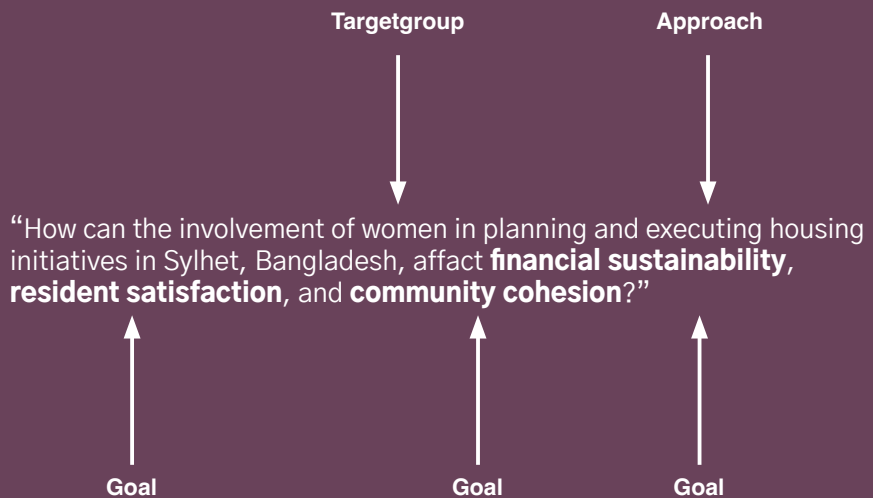 Targetgroup Approach
“How can the involvement of women in planning and executing housing
initiatives in Sylhet, Bangladesh, affact financial sustainability,
resident satisfaction, and community cohesion?”
Goal Goal Goal